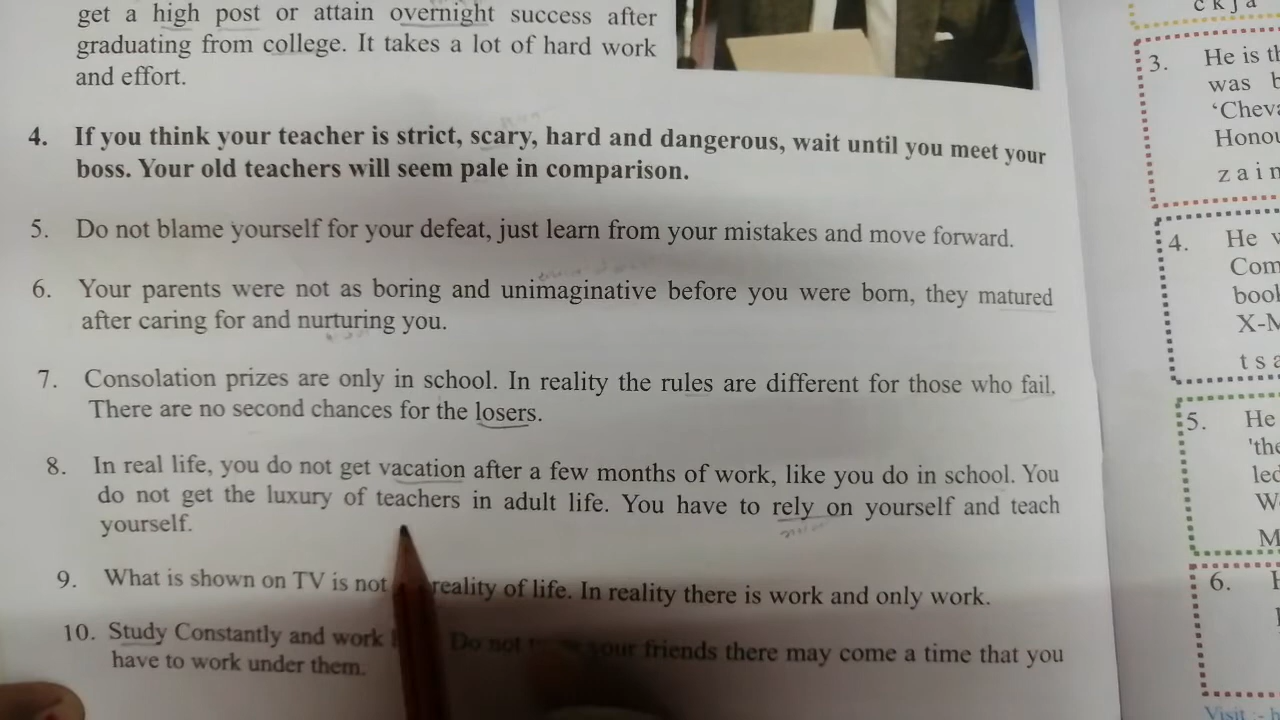 get a high post or attain overnight success after
graduating from college. It takes a lot of hard work
and effort.
4. If you think your teacher is strict, scary, hard and dangerous, wait until you meet your
boss. Your old teachers will seem pale in comparison.
5. Do not blame yourself for your defeat, just learn from your mistakes and move forward.
6. Your parents were not as boring and unimaginative before you were born, they matured
after caring for and nurturing you.
7. Consolation prizes are only in school. In reality the rules are different for those who fail.
There are no second chances for the losers.
8. In real life, you do not get vacation after a few months of work, like you do in school. You
do not get the luxury of teachers in adult life. You have to rely on yourself and teach
yourself.
9. What is shown on TV is not reality of life. In reality there is work and only work.
10. Study Constantly and work Do not your friends there may come a time that you
have to work under them.
c k j a
3. He is
was
Honou
z a i n
4. He
Com
book
X-M
t s a
5. He
'the
led
W
M
6.
Visit :-